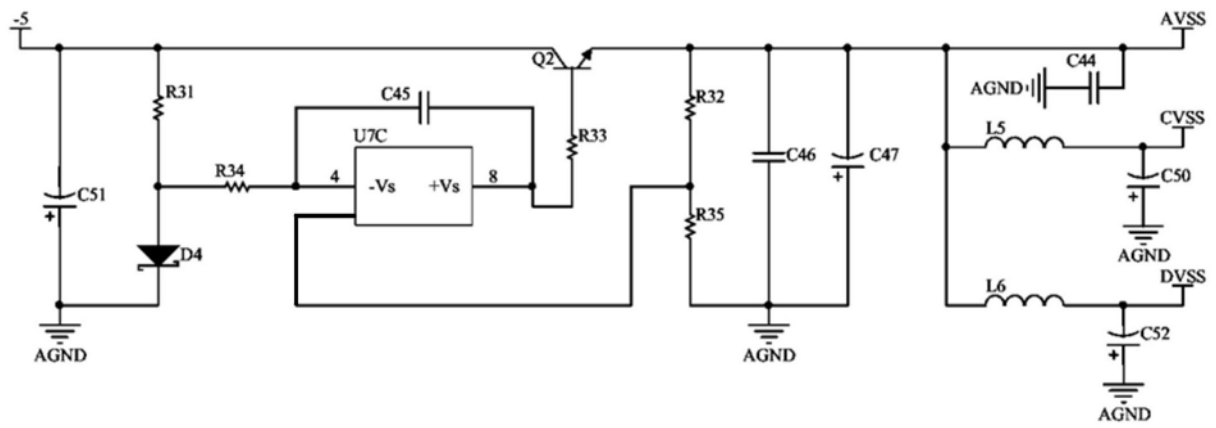 -5
AVSS
Q2
C44
AGND
R31
C45
R32
R33
U7C
CVSS
L5
R34
4
-Vs
+Vs
8
C46
C47
C51
+
+
C50
+
R35
D4
AGND
DVSS
L6
AGND
AGND
C52
+
AGND